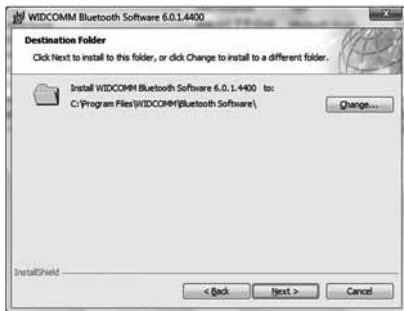 WIDCOMM Bluetooth Software 6.0.1.4400
Destination Folder
Click Next to install to this folder, or click Change to install to a different folder.
Install WIDCOMM Bluetooth Software 6.0.1.4400 to:
C:\Program Files\WIDCOMM\Bluetooth Software\
Change...
InstallShield
< Back
Next >
Cancel